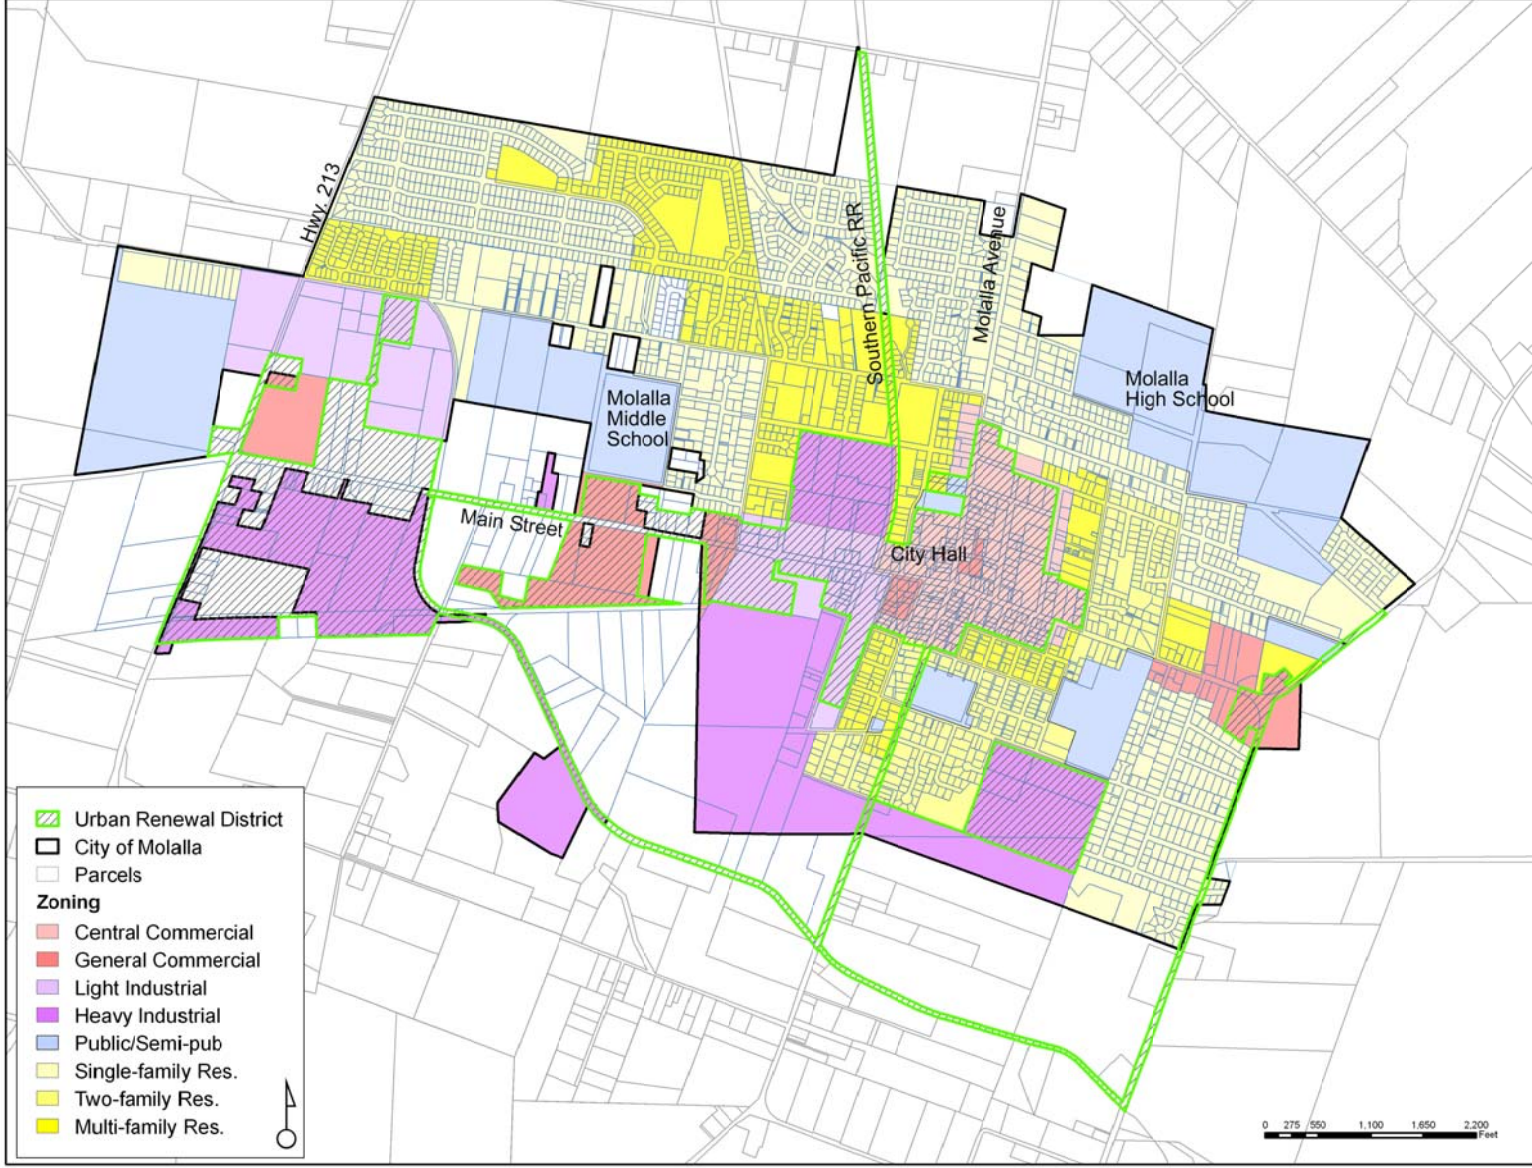 Hwy. 213
Southern Pacific RR
Molalla Avenue
Molalla
High School
Molalla
Middle
School
Main Street
City Hall
Urban Renewal District
City of Molalla
Parcels
Zoning
Central Commercial
General Commercial
Light Industrial
Heavy Industrial
Public/Semi-pub
Single-family Res.
Two-family Res.
Multi-family Res.
0 275 550 1,100 1,650 2,200
Feet